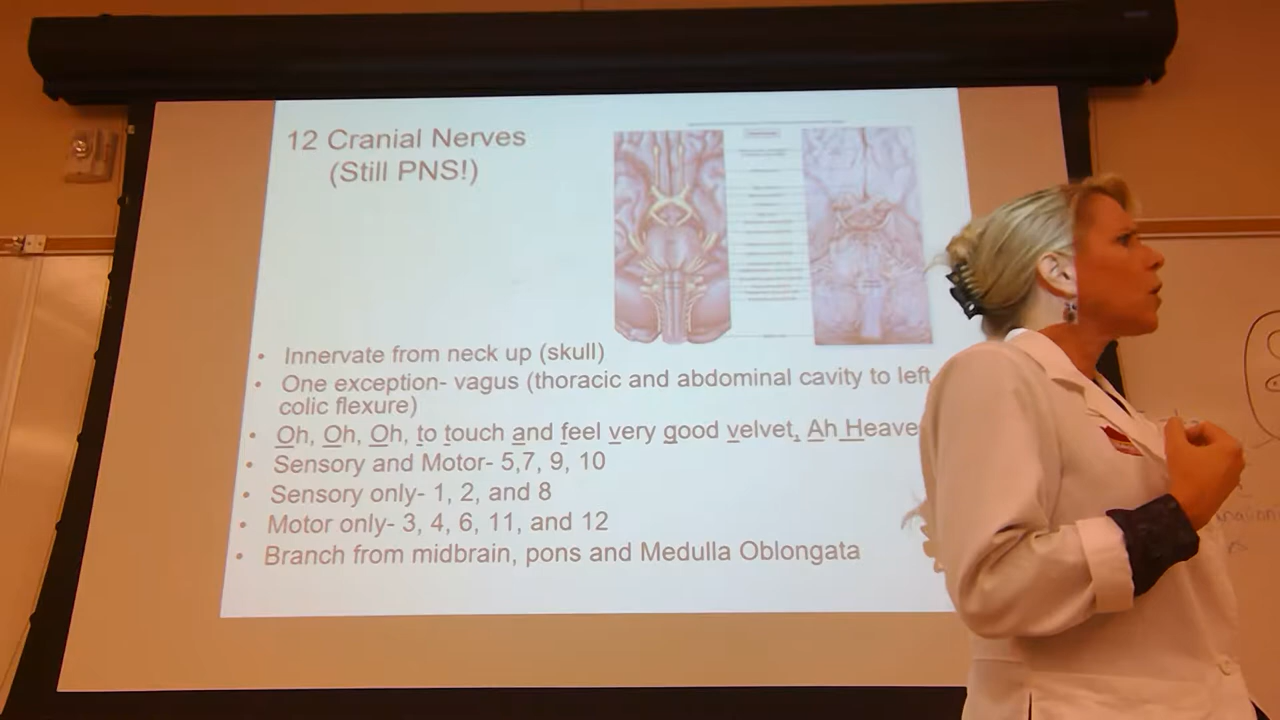 12 Cranial Nerves
(Still PNS!)
• Innervate from neck up (skull)
• One exception- vagus (thoracic and abdominal cavity to left
colic flexure)
• Oh, Oh, Oh, to touch and feel very good velvet, Ah Heave
• Sensory and Motor- 5,7, 9, 10
• Sensory only- 1, 2, and 8
• Motor only- 3, 4, 6, 11, and 12
• Branch from midbrain, pons and Medulla Oblongata